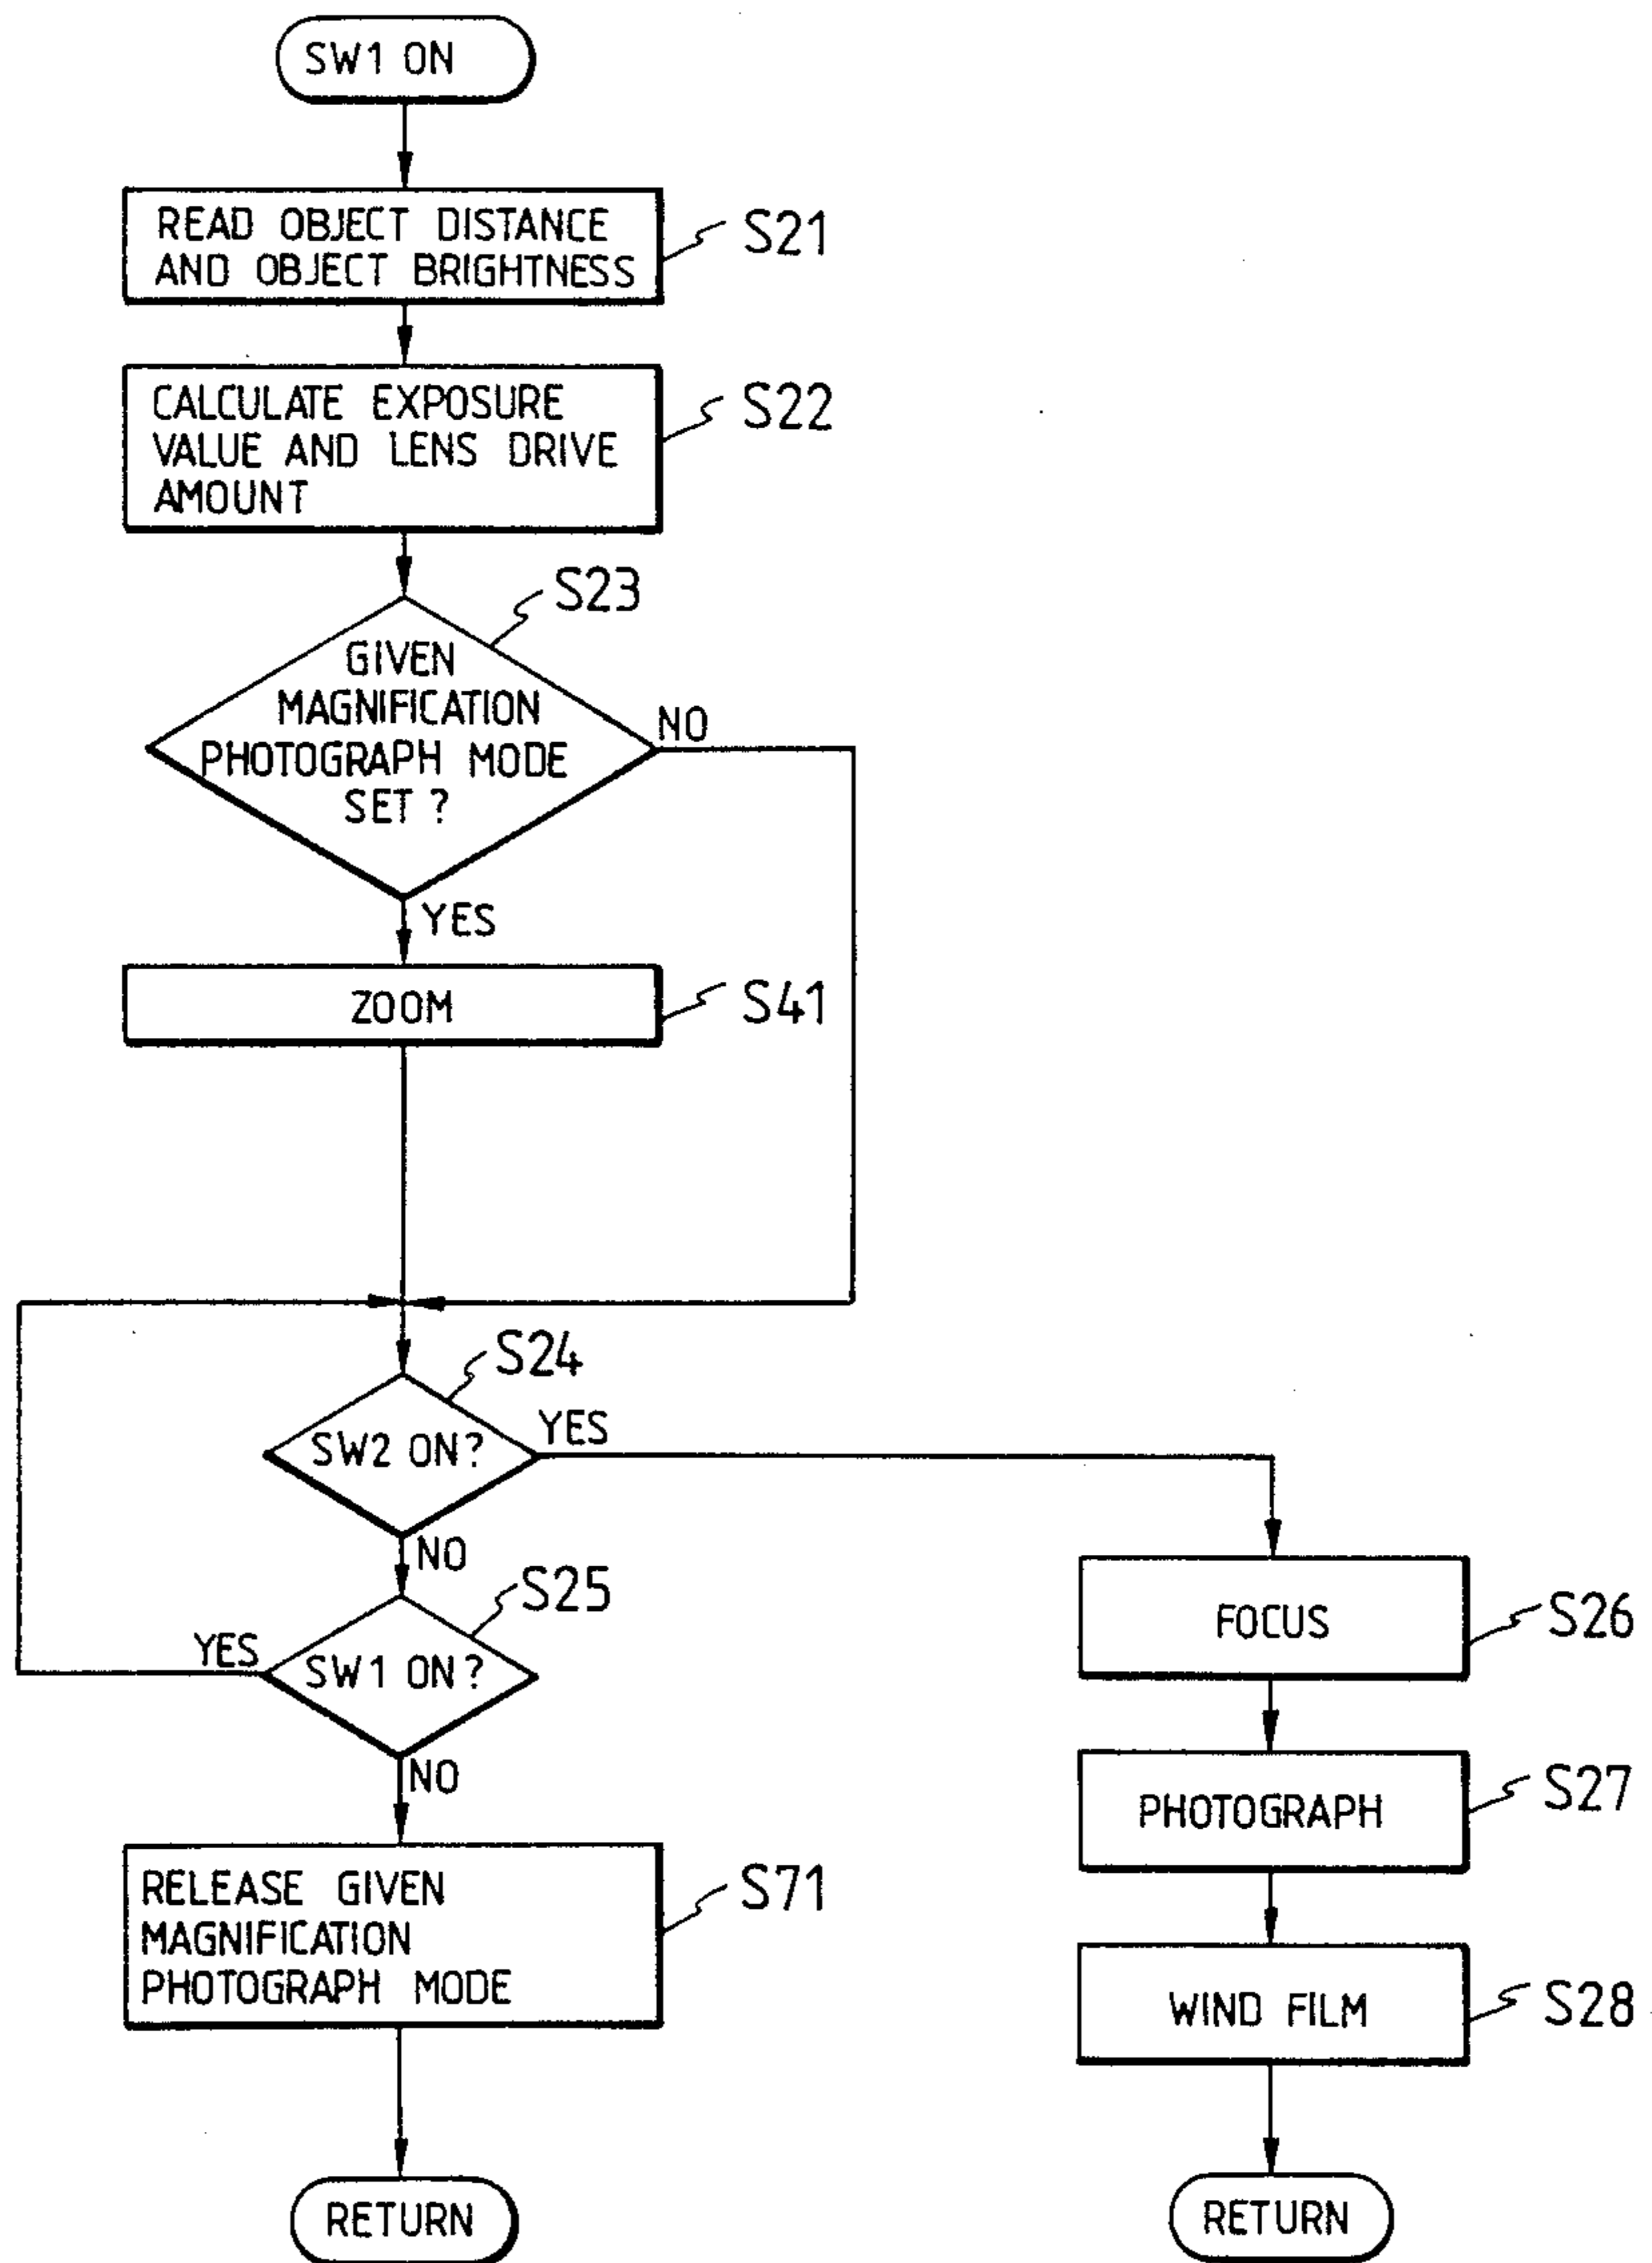 SW1 ON
READ OBJECT DISTANCE
AND OBJECT BRIGHTNESS
S21
CALCULATE EXPOSURE
VALUE AND LENS DRIVE
AMOUNT
S22
S23
GIVEN
MAGNIFICATION
PHOTOGRAPH MODE
SET ?
NO
YES
ZOOM
S41
S24
SW2 ON?
YES
NO
S25
SW1 ON?
YES
NO
RELEASE GIVEN
MAGNIFICATION
PHOTOGRAPH MODE
S71
RETURN
FOCUS
S26
PHOTOGRAPH
S27
WIND FILM
S28
RETURN